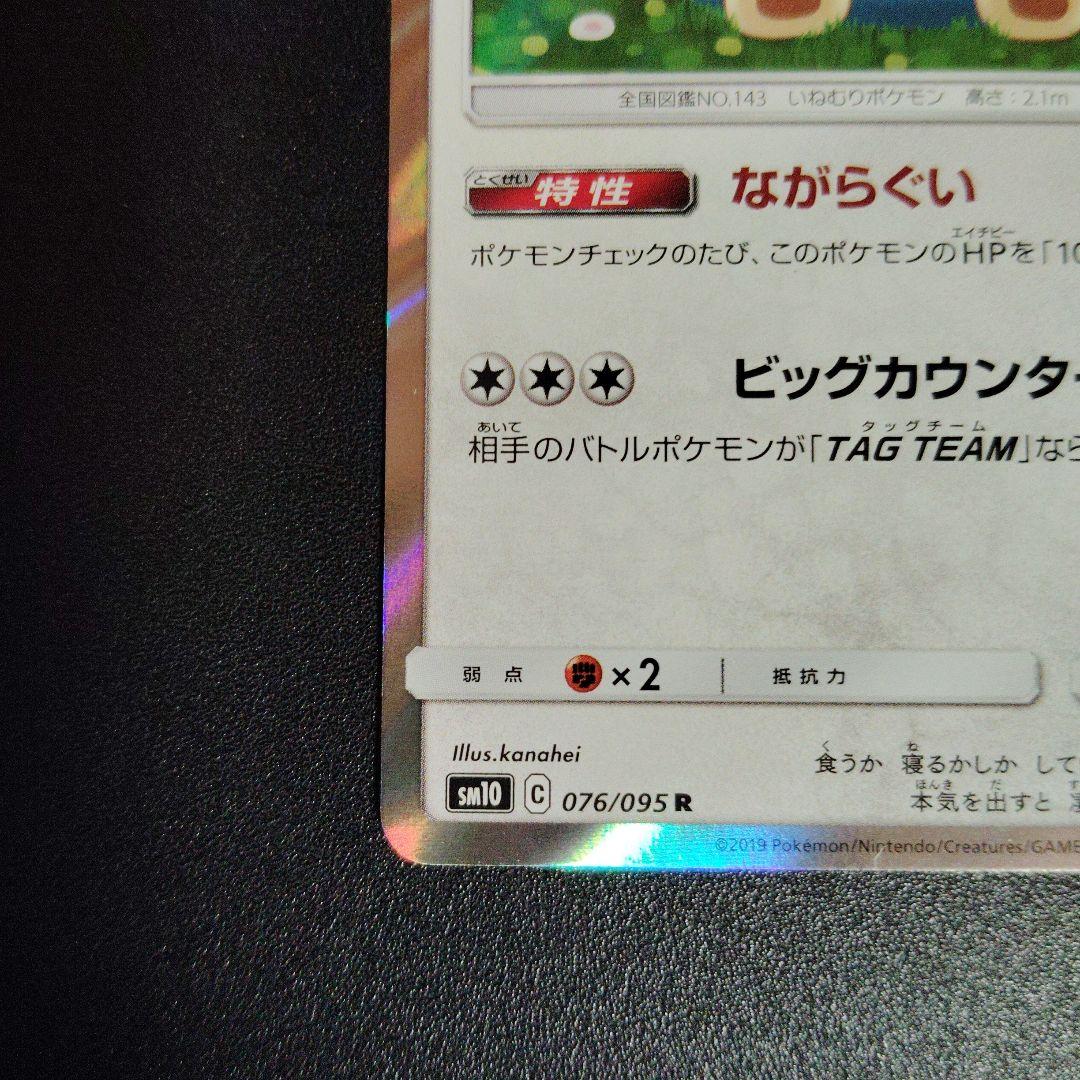 全国図鑑NO.143 いねむりポケモン 高さ：2.1m
とくせい
特性 ながらぐい
エイチピー
ポケモンチェックのたび、このポケモンのHPを「10
ビッグカウンター
あいて タッグチーム
相手のバトルポケモンが「TAG TEAM」なら
弱点 ×2 抵抗力
Illus.kanahei
く ね
食うか 寝るかしか して
ほんき だ す
本気を出すと 凄
SM10 C 076/095 R
©2019 Pokémon/Nintendo/Creatures/GAME